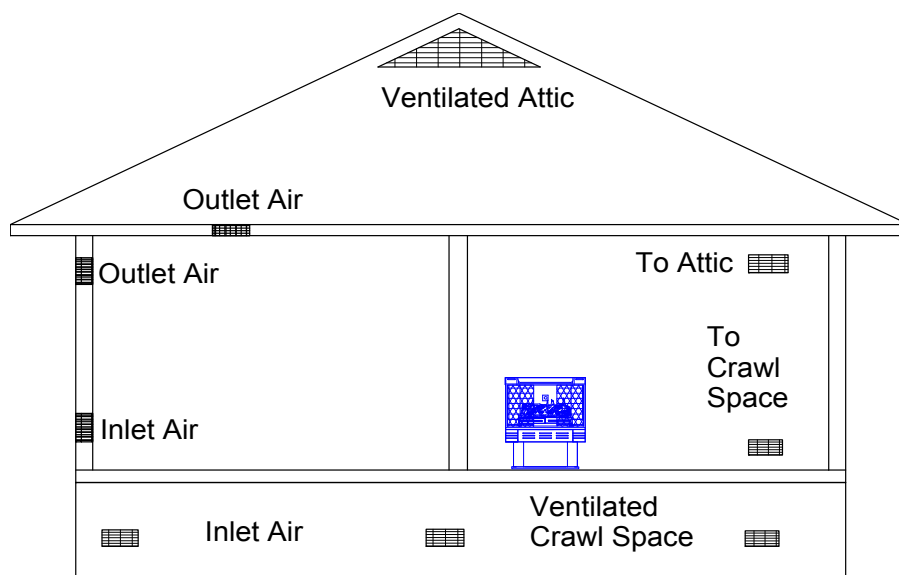 Ventilated Attic
Outlet Air
Outlet Air
To Attic
To
Crawl
Space
Inlet Air
Inlet Air
Ventilated
Crawl Space